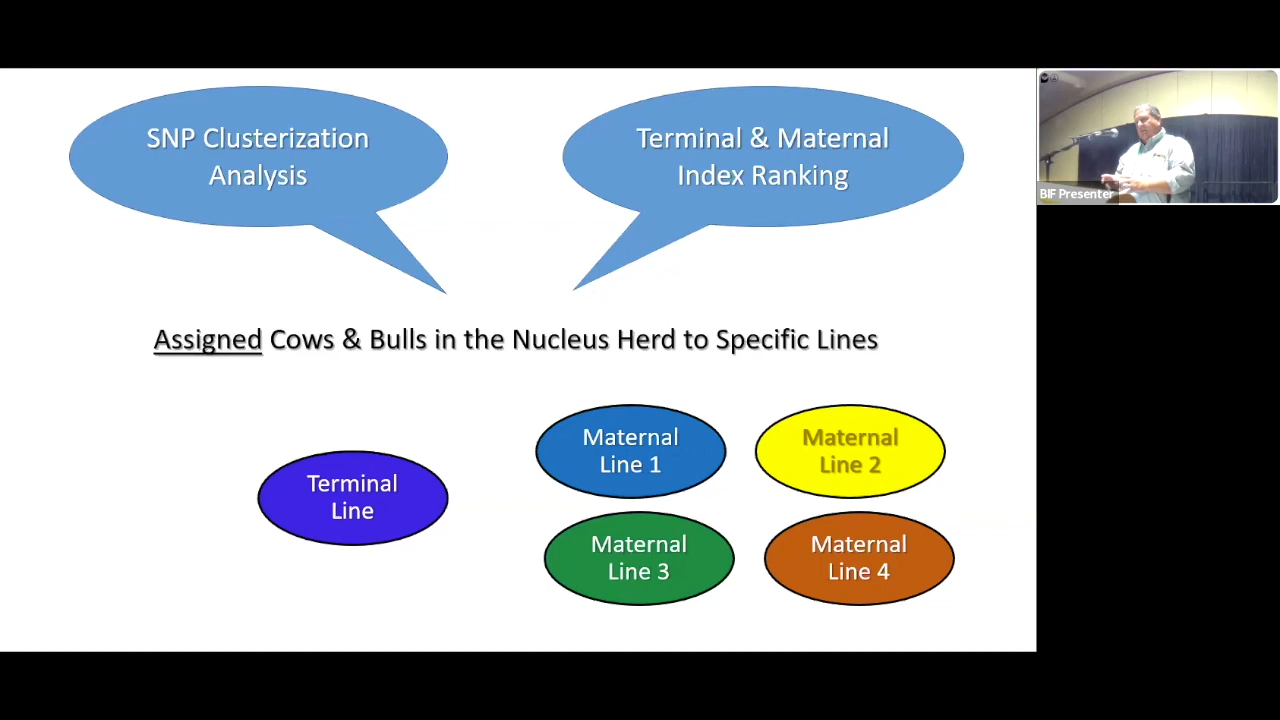 SNP Clusterization
Analysis
Terminal & Maternal
Index Ranking
BIF Presenter
Assigned Cows & Bulls in the Nucleus Herd to Specific Lines
Terminal
Line
Maternal
Line 1
Maternal
Line 2
Maternal
Line 3
Maternal
Line 4